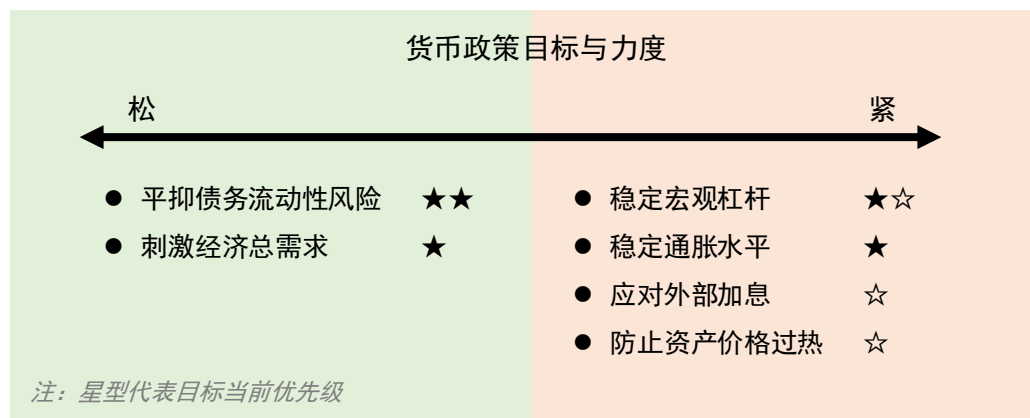 货币政策目标与力度
松
紧
● 平抑债务流动性风险 ★★
● 刺激经济总需求 ★
● 稳定宏观杠杆 ★☆
● 稳定通胀水平 ★
● 应对外部加息 ☆
● 防止资产价格过热 ☆
注：星型代表目标当前优先级